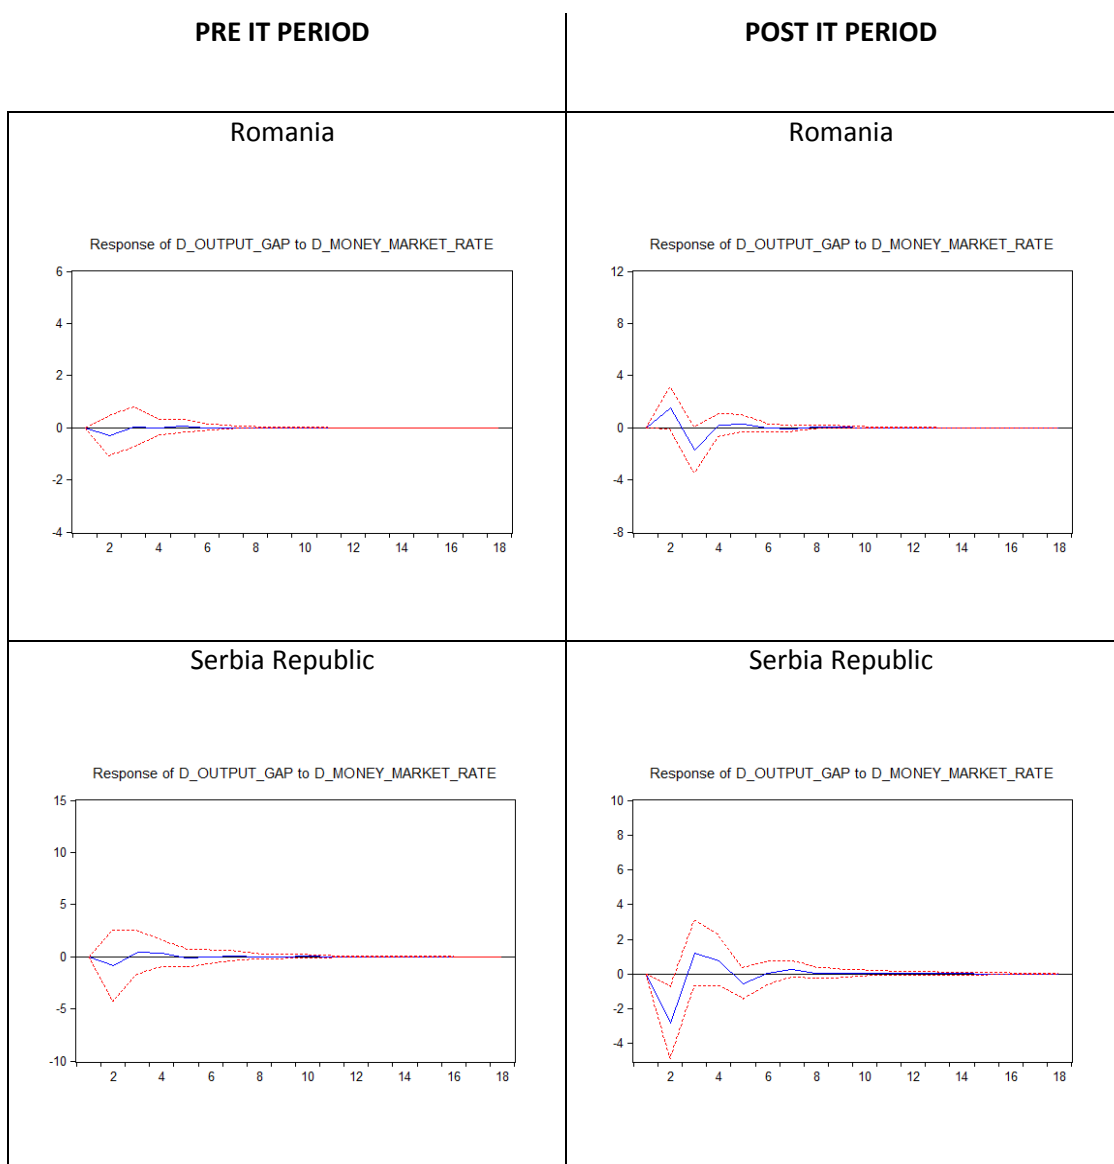 PRE IT PERIOD
POST IT PERIOD
Romania
Romania
Response of D_OUTPUT_GAP to D_MONEY_MARKET_RATE
6
4
2
0
-2
-4
2 4 6 8 10 12 14 16 18
Response of D_OUTPUT_GAP to D_MONEY_MARKET_RATE
12
8
4
0
-4
-8
2 4 6 8 10 12 14 16 18
Serbia Republic
Serbia Republic
Response of D_OUTPUT_GAP to D_MONEY_MARKET_RATE
15
10
5
0
-5
-10
2 4 6 8 10 12 14 16 18
Response of D_OUTPUT_GAP to D_MONEY_MARKET_RATE
10
8
6
4
2
0
-2
-4
2 4 6 8 10 12 14 16 18